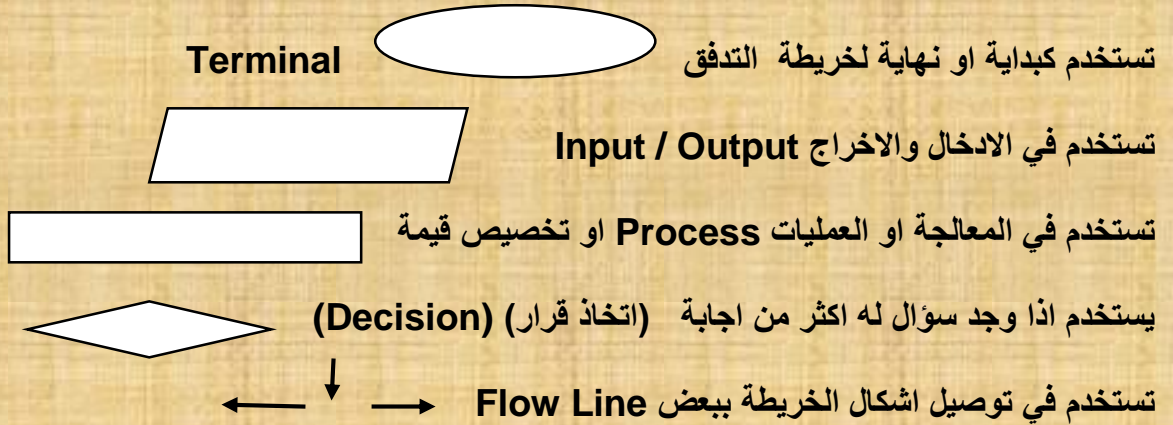 تستخدم كبداية او نهاية لخريطة التدفق Terminal
تستخدم في الادخال والاخراج Input / Output
تستخدم في المعالجة او العمليات Process او تخصيص قيمة
يستخدم اذا وجد سؤال له اكثر من اجابة (اتخاذ قرار) (Decision)
تستخدم في توصيل اشكال الخريطة ببعض Flow Line